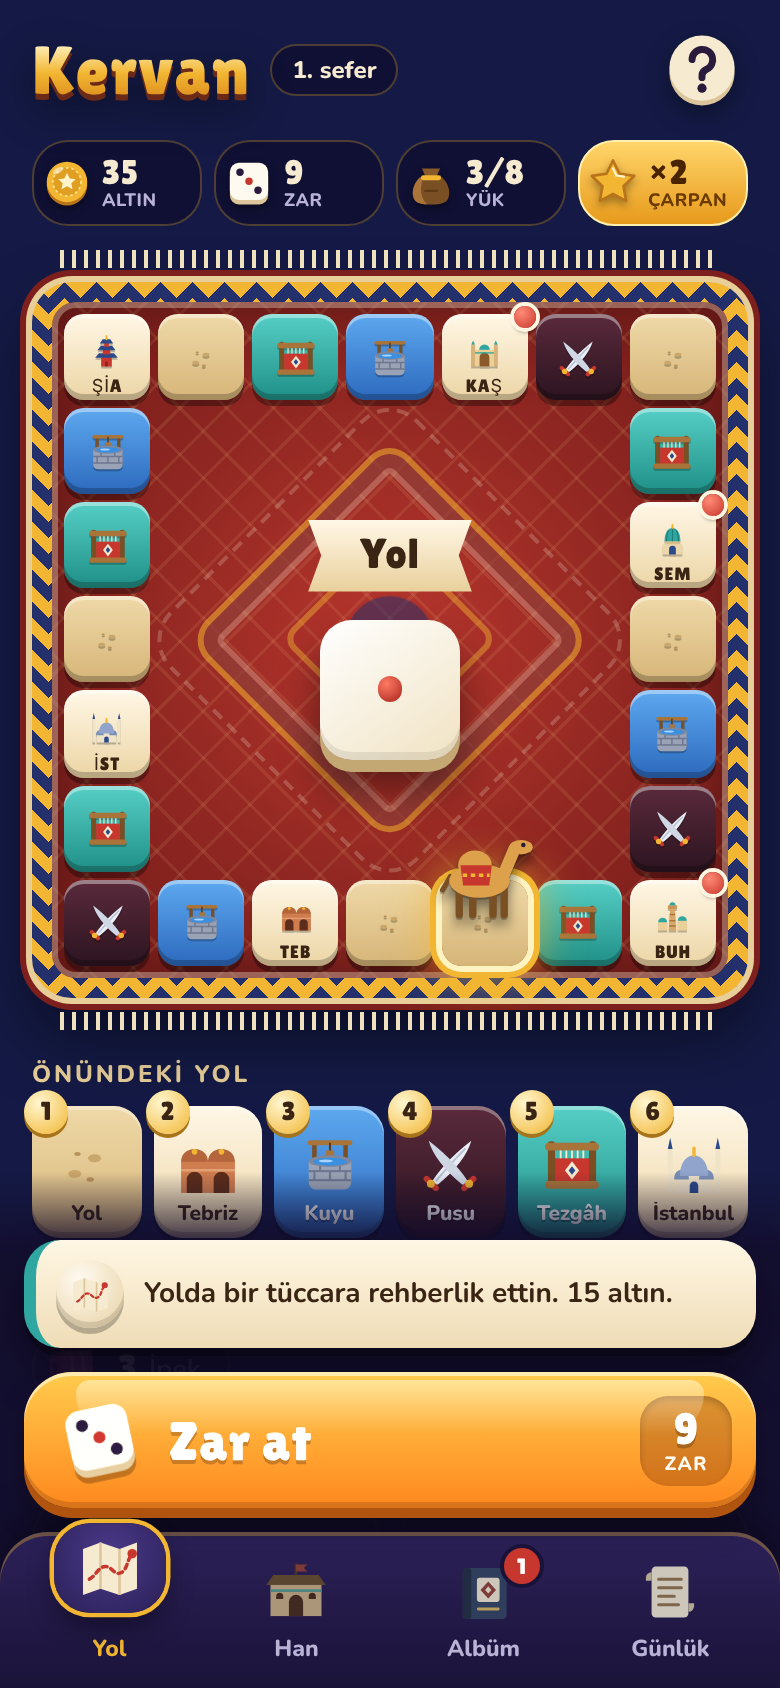 Kervan
1. sefer
?
35
ALTIN
9
ZAR
3/8
YÜK
×2
ÇARPAN
ŞİA
KAŞ
SEM
Yol
İST
TEB
BUH
ÖNÜNDEKİ YOL
1 2 3 4 5 6
Yol Tebriz Kuyu Pusu Tezgâh İstanbul
Yolda bir tüccara rehberlik ettin. 15 altın.
3 İpek
Zar at
9
ZAR
1
Yol Han Albüm Günlük